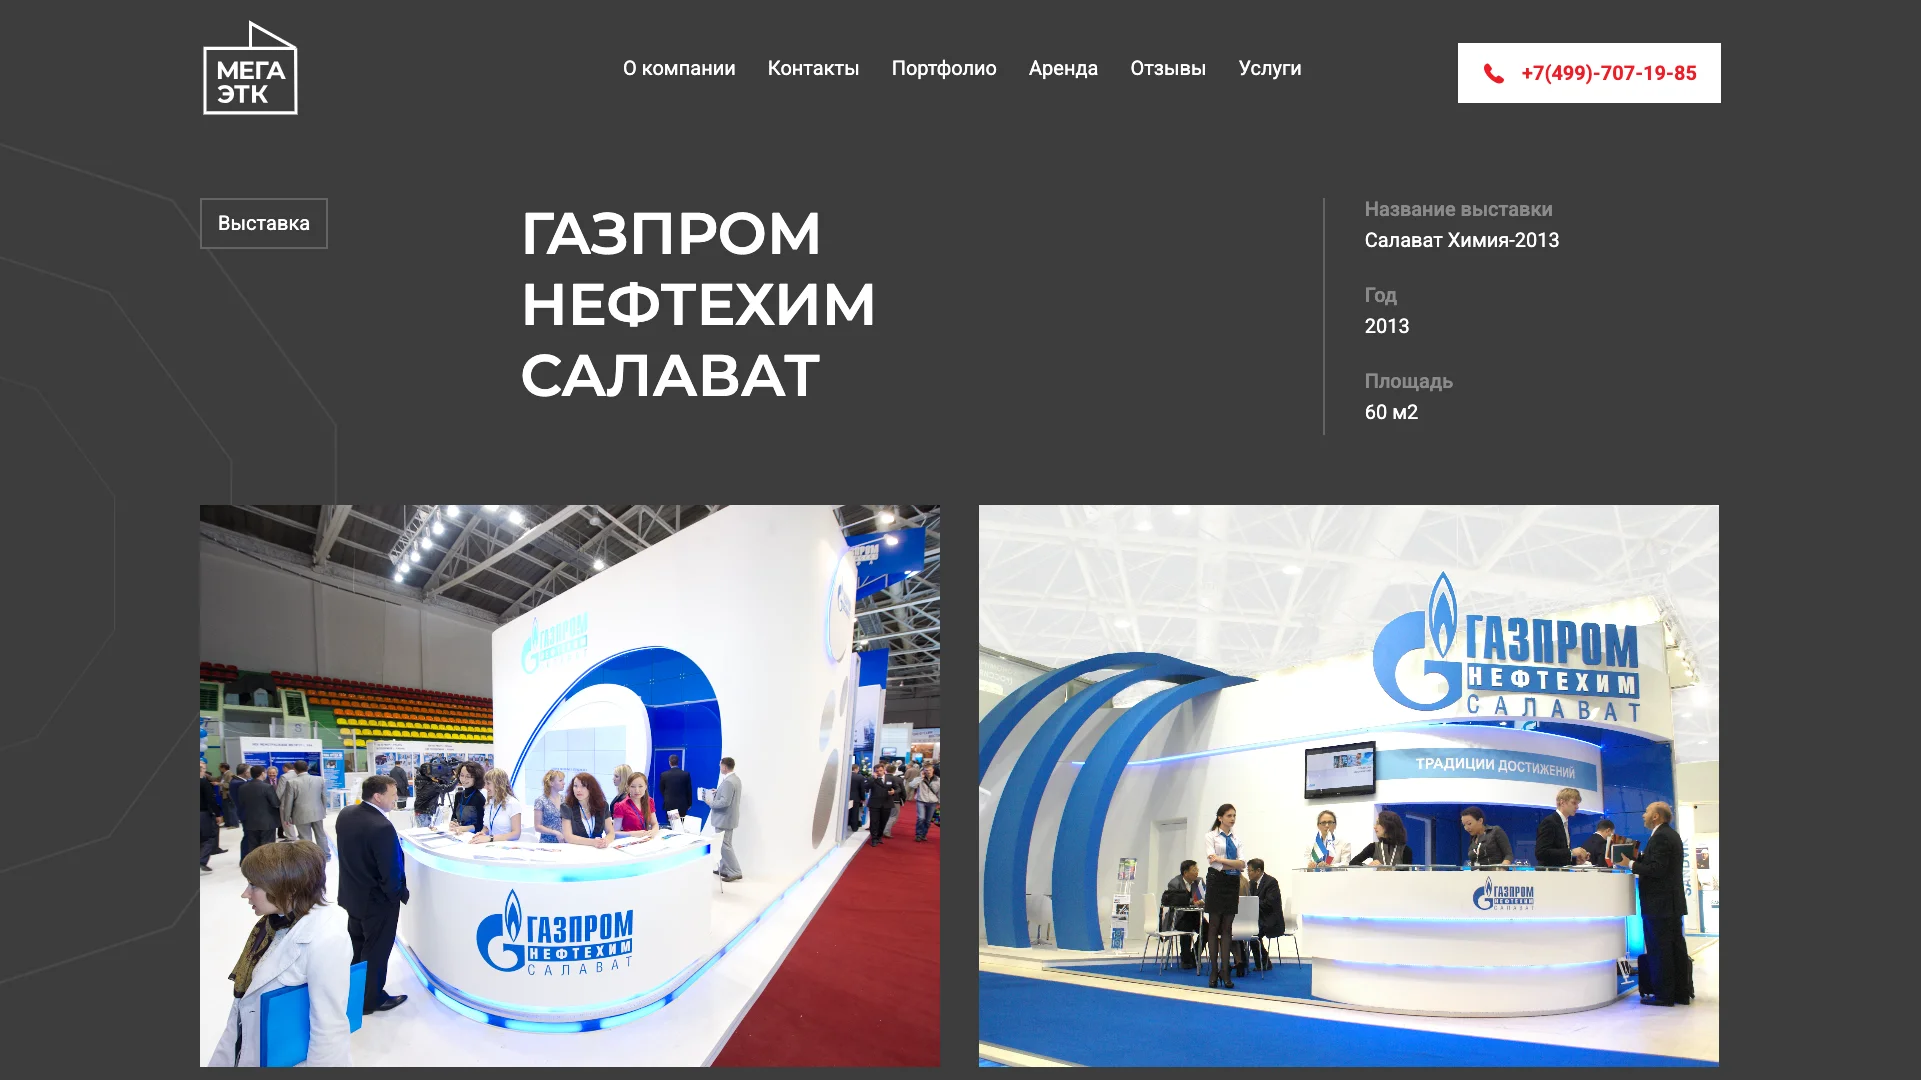 МЕГА
ЭТК
О компании
Контакты
Портфолио
Аренда
Отзывы
Услуги
+7(499)-707-19-85
Выставка
ГАЗПРОМ
НЕФТЕХИМ
САЛАВАТ
Название выставки
Салават Химия-2013
Год
2013
Площадь
60 м2
ГАЗПРОМ
ГАЗПРОМ
НЕФТЕХИМ
САЛАВАТ
ГАЗПРОМ
НЕФТЕХИМ
САЛАВАТ
ТРАДИЦИИ ДОСТИЖЕНИЙ
ГАЗПРОМ
НЕФТЕХИМ
САЛАВАТ